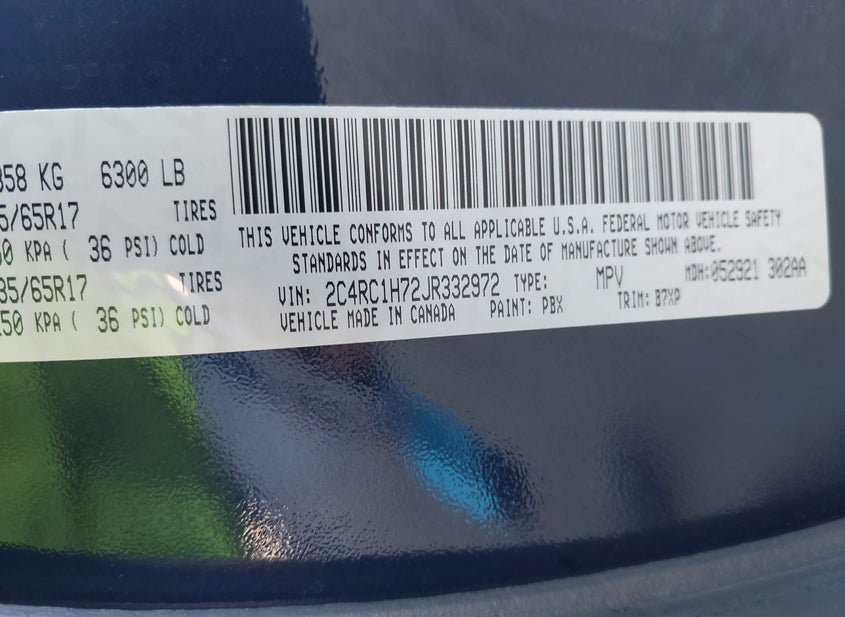 858 KG 6300 LB
5/65R17 TIRES
50 KPA ( 36 PSI) COLD
35/65R17 TIRES
250 KPA ( 36 PSI) COLD
THIS VEHICLE CONFORMS TO ALL APPLICABLE U.S.A. FEDERAL MOTOR VEHICLE SAFETY
STANDARDS IN EFFECT ON THE DATE OF MANUFACTURE SHOWN ABOVE.
VIN: 2C4RC1H72JR332972 TYPE: MPV MDH:052921 302AA
VEHICLE MADE IN CANADA PAINT: PBX TRIM: B7XP